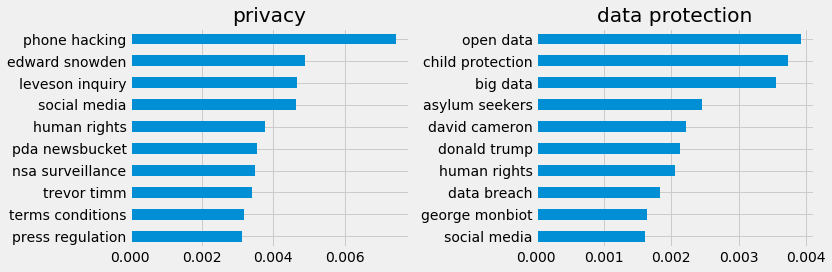 privacy
phone hacking
edward snowden
leveson inquiry
social media
human rights
pda newsbucket
nsa surveillance
trevor timm
terms conditions
press regulation
0.000 0.002 0.004 0.006
data protection
open data
child protection
big data
asylum seekers
david cameron
donald trump
human rights
data breach
george monbiot
social media
0.000 0.001 0.002 0.003 0.004